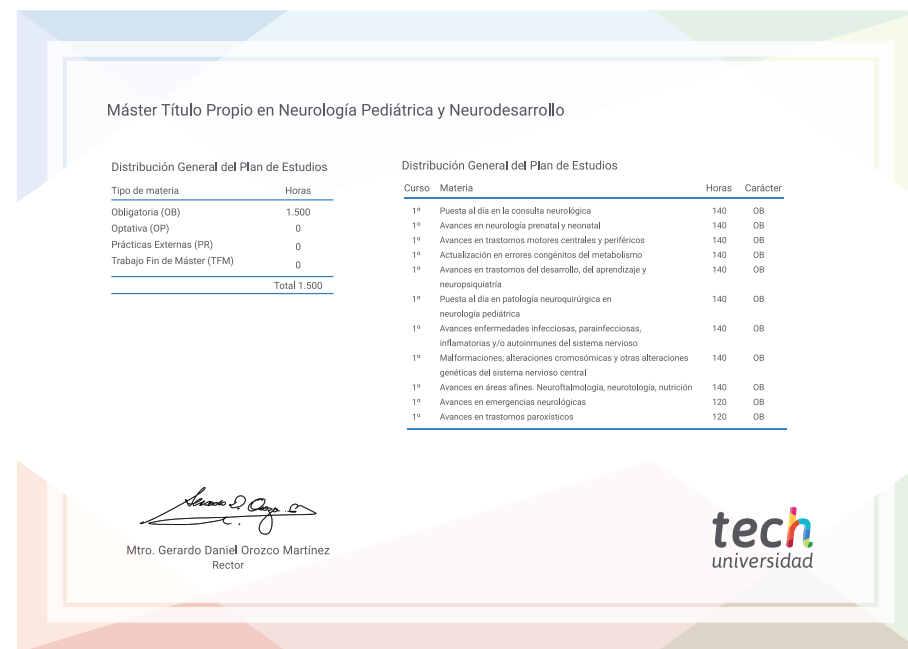 Máster Título Propio en Neurología Pediátrica y Neurodesarrollo
Distribución General del Plan de Estudios
Tipo de materia Horas
Obligatoria (OB) 1.500
Optativa (OP) 0
Prácticas Externas (PR) 0
Trabajo Fin de Máster (TFM) 0
Total 1.500
Distribución General del Plan de Estudios
Curso Materia Horas Carácter
1º Puesta al día en la consulta neurológica 140 OB
1º Avances en neurología prenatal y neonatal 140 OB
1º Avances en trastornos motores centrales y periféricos 140 OB
1º Actualización en errores congénitos del metabolismo 140 OB
1º Avances en trastornos del desarrollo, del aprendizaje y 140 OB
neuropsiquiatría
1º Puesta al día en patología neuroquirúrgica en 140 OB
neurología pediátrica
1º Avances enfermedades infecciosas, parainfecciosas, 140 OB
inflamatorias y/o autoinmunes del sistema nervioso
1º Malformaciones, alteraciones cromosómicas y otras alteraciones 140 OB
genéticas del sistema nervioso central
1º Avances en áreas afines. Neuroftalmología, neurotología, nutrición 140 OB
1º Avances en emergencias neurológicas 120 OB
1º Avances en trastornos paroxísticos 120 OB
Mtro. Gerardo Daniel Orozco Martínez
Rector
tech
universidad